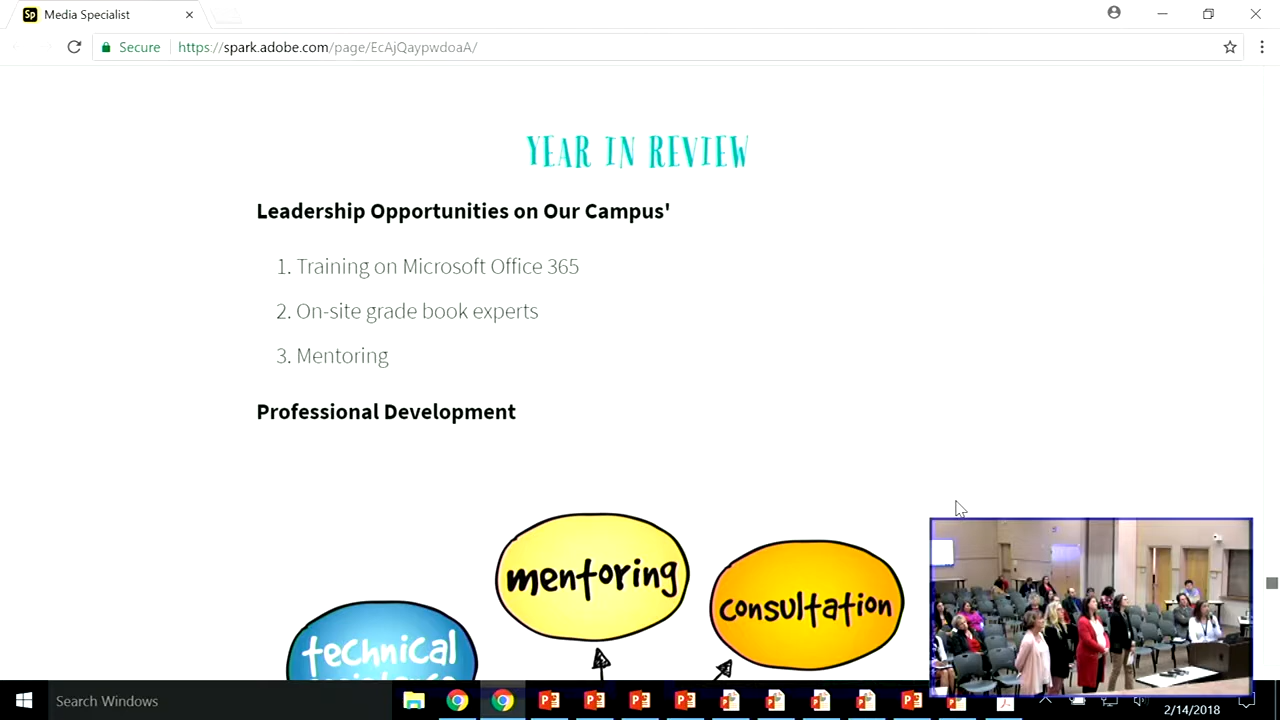 Media Specialist
Secure
https://spark.adobe.com/page/EcAjQaypwdoaA/
YEAR IN REVIEW
Leadership Opportunities on Our Campus'
1. Training on Microsoft Office 365
2. On-site grade book experts
3. Mentoring
Professional Development
mentoring
consultation
technical
Search Windows
2/14/2018